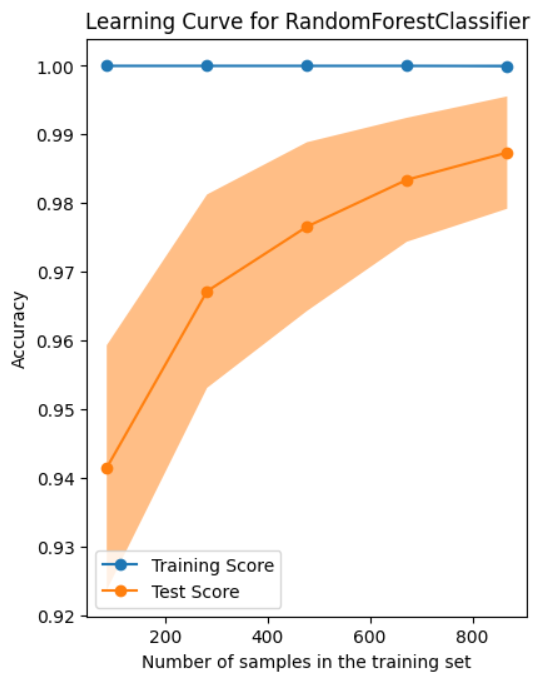 Learning Curve for RandomForestClassifier
1.00
0.99
0.98
0.97
0.96
0.95
0.94
0.93
0.92
Accuracy
Training Score
Test Score
200 400 600 800
Number of samples in the training set